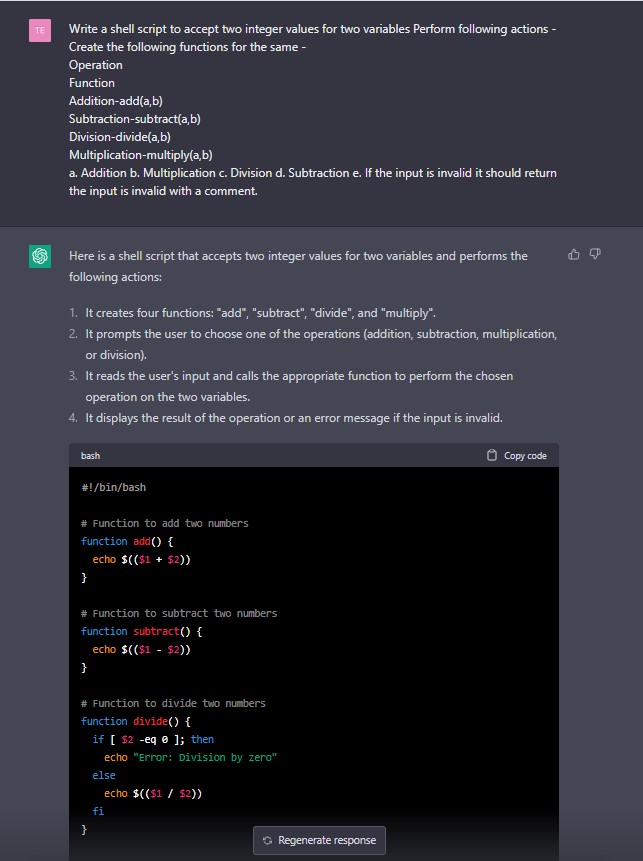 TE
Write a shell script to accept two integer values for two variables Perform following actions -
Create the following functions for the same -
Operation
Function
Addition-add(a,b)
Subtraction-subtract(a,b)
Division-divide(a,b)
Multiplication-multiply(a,b)
a. Addition b. Multiplication c. Division d. Subtraction e. If the input is invalid it should return
the input is invalid with a comment.
Here is a shell script that accepts two integer values for two variables and performs the
following actions:
1. It creates four functions: "add", "subtract", "divide", and "multiply".
2. It prompts the user to choose one of the operations (addition, subtraction, multiplication,
or division).
3. It reads the user's input and calls the appropriate function to perform the chosen
operation on the two variables.
4. It displays the result of the operation or an error message if the input is invalid.
bash Copy code
#!/bin/bash
# Function to add two numbers
function add() {
  echo $(($1 + $2))
}
# Function to subtract two numbers
function subtract() {
  echo $(($1 - $2))
}
# Function to divide two numbers
function divide() {
  if [ $2 -eq 0 ]; then
    echo "Error: Division by zero"
  else
    echo $(($1 / $2))
  fi
}
Regenerate response